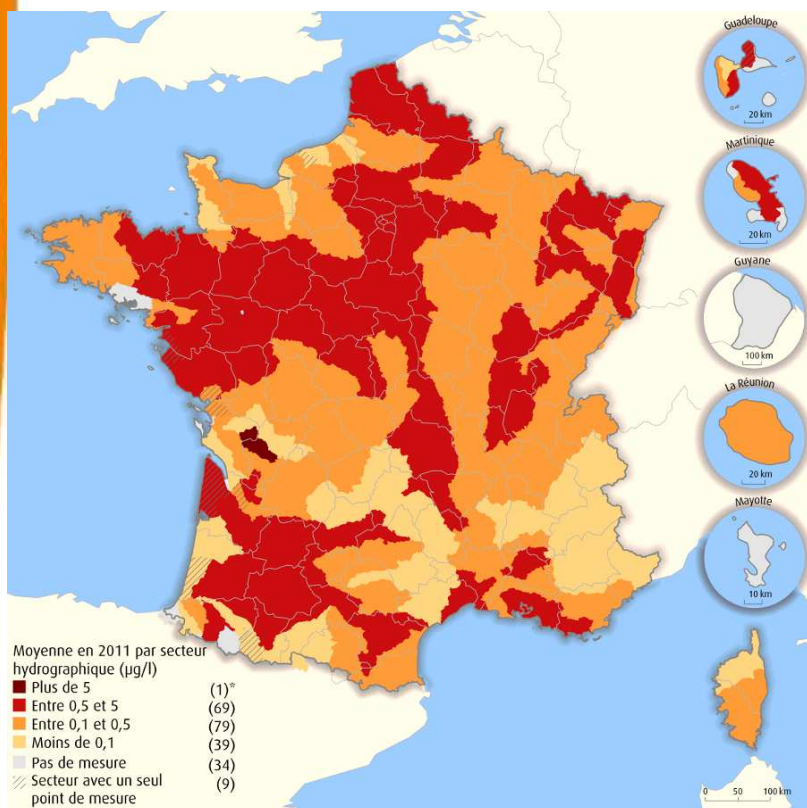 Guadeloupe
20 km
Martinique
20 km
Guyane
100 km
La Réunion
20 km
Mayotte
10 km
Moyenne en 2011 par secteur
hydrographique (µg/l)
Plus de 5 (1)*
Entre 0,5 et 5 (69)
Entre 0,1 et 0,5 (79)
Moins de 0,1 (39)
Pas de mesure (34)
Secteur avec un seul (9)
point de mesure
0 50 100 km